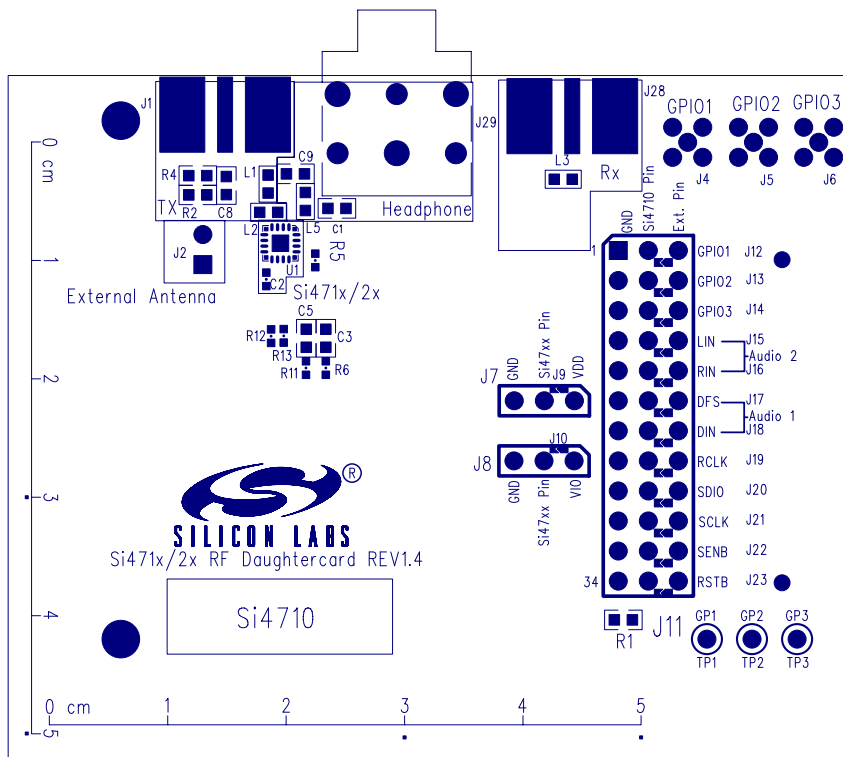 J1
J28
J29
GPIO1 GPIO2 GPIO3
J4 J5 J6
0 cm
R4
L1
C9
L3
Rx
TX
R2
C8
L2
L5
C1
Headphone
R5
J2
U1
C2
External Antenna
Si471x/2x
GND
Si4710 Pin
Ext. Pin
1
GPIO1 J12
GPIO2 J13
GPIO3 J14
LIN J15
Audio 2
RIN J16
DFS J17
Audio 1
DIN J18
RCLK J19
SDIO J20
SCLK J21
SENB J22
34 RSTB J23
1
C5
C3
R12
R13
R11
R6
2
J7
GND
Si47xx Pin
VDD
J9
J10
J8
GND
Si47xx Pin
VIO
3
®
SILICON LABS
Si471x/2x RF Daughtercard REV1.4
Si4710
4
R1
J11
GP1 GP2 GP3
TP1 TP2 TP3
0 cm 1 2 3 4 5
5